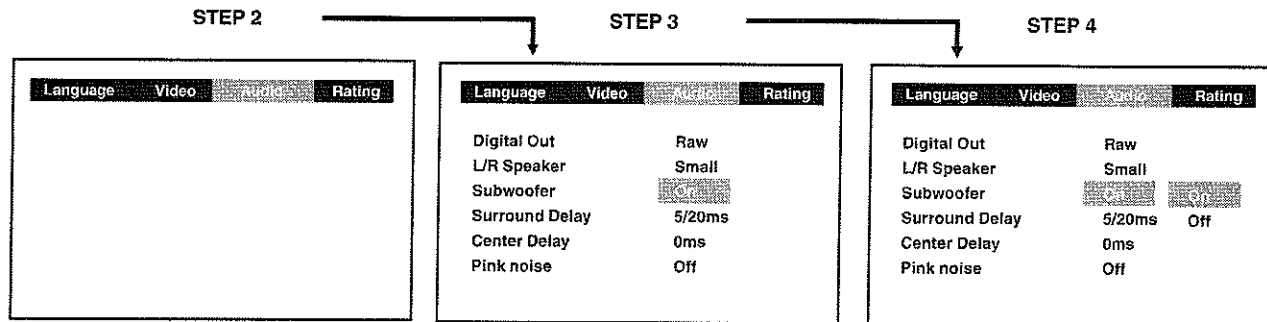 STEP 2
STEP 3
STEP 4
Language Video Audio Rating
Language Video Audio Rating
Digital Out Raw
L/R Speaker Small
Subwoofer On
Surround Delay 5/20ms
Center Delay 0ms
Pink noise Off
Language Video Audio Rating
Digital Out Raw
L/R Speaker Small
Subwoofer On On
Surround Delay 5/20ms Off
Center Delay 0ms
Pink noise Off